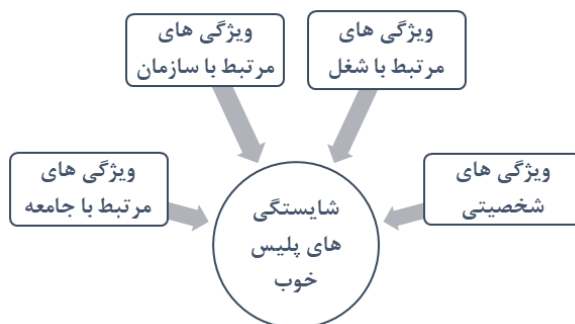 ویژگی های
مرتبط با شغل
ویژگی های
مرتبط با سازمان
ویژگی های
شخصیتی
ویژگی های
مرتبط با جامعه
شایستگی
های پلیس
خوب